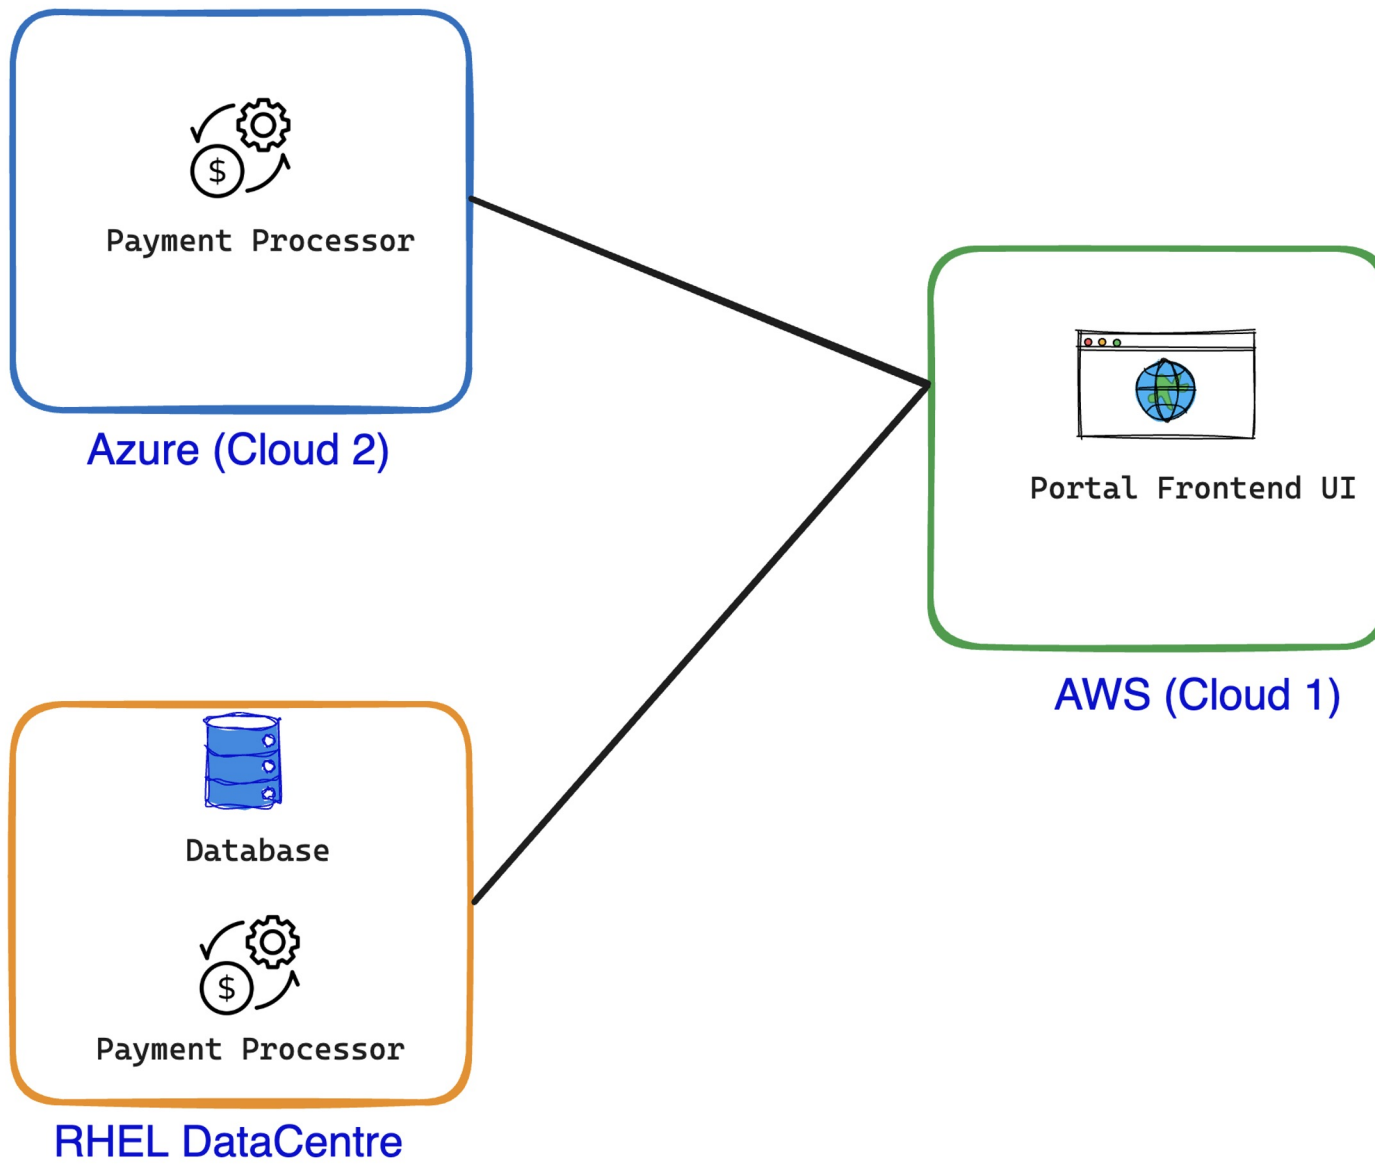 $
Payment Processor
Azure (Cloud 2)
Portal Frontend UI
AWS (Cloud 1)
Database
$
Payment Processor
RHEL DataCentre